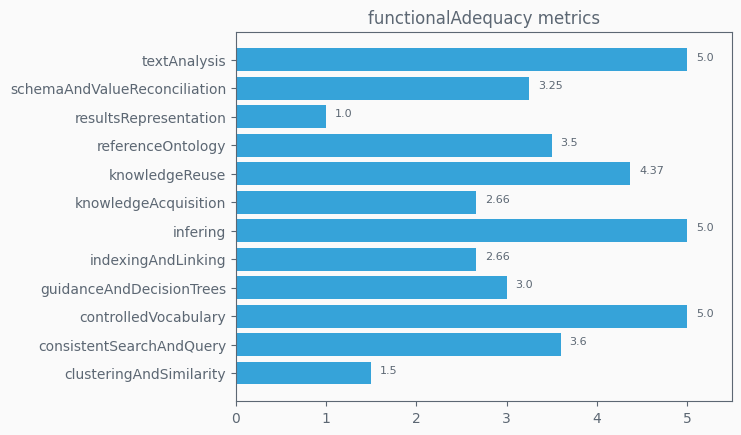 functionalAdequacy metrics
textAnalysis 5.0
schemaAndValueReconciliation 3.25
resultsRepresentation 1.0
referenceOntology 3.5
knowledgeReuse 4.37
knowledgeAcquisition 2.66
infering 5.0
indexingAndLinking 2.66
guidanceAndDecisionTrees 3.0
controlledVocabulary 5.0
consistentSearchAndQuery 3.6
clusteringAndSimilarity 1.5
0 1 2 3 4 5